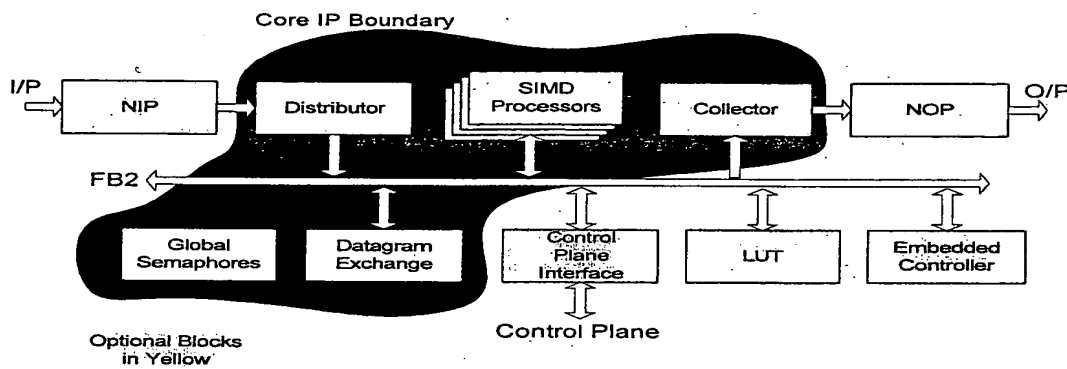 Core IP Boundary
I/P
NIP
Distributor
SIMD
Processors
Collector
NOP
O/P
FB2
Global
Semaphores
Datagram
Exchange
Control
Plane
Interface
LUT
Embedded
Controller
Control Plane
Optional Blocks
in Yellow